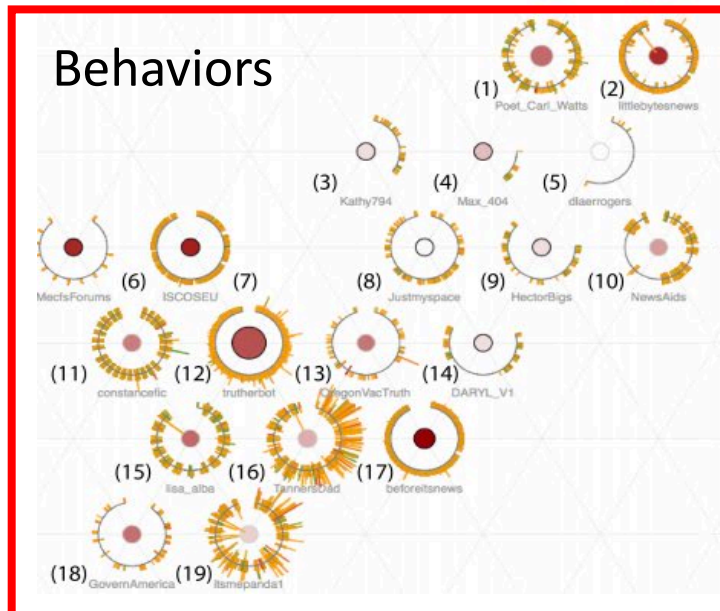 Behaviors
(1) (2)
Poet_Carl_Watts littlebytesnews
(3) (4) (5)
Kathy794 Max_404 dlaerrogers
(6) (7) (8) (9) (10)
MecfsForums ISCOSEU Justmyspace HectorBigs NewsAids
(11) (12) (13) (14)
constancefic trutherbot OregonVacTruth DARYL_V1
(15) (16) (17)
lisa_alba TannersDad beforeitsnews
(18) (19)
GovernAmerica Itsmepanda1